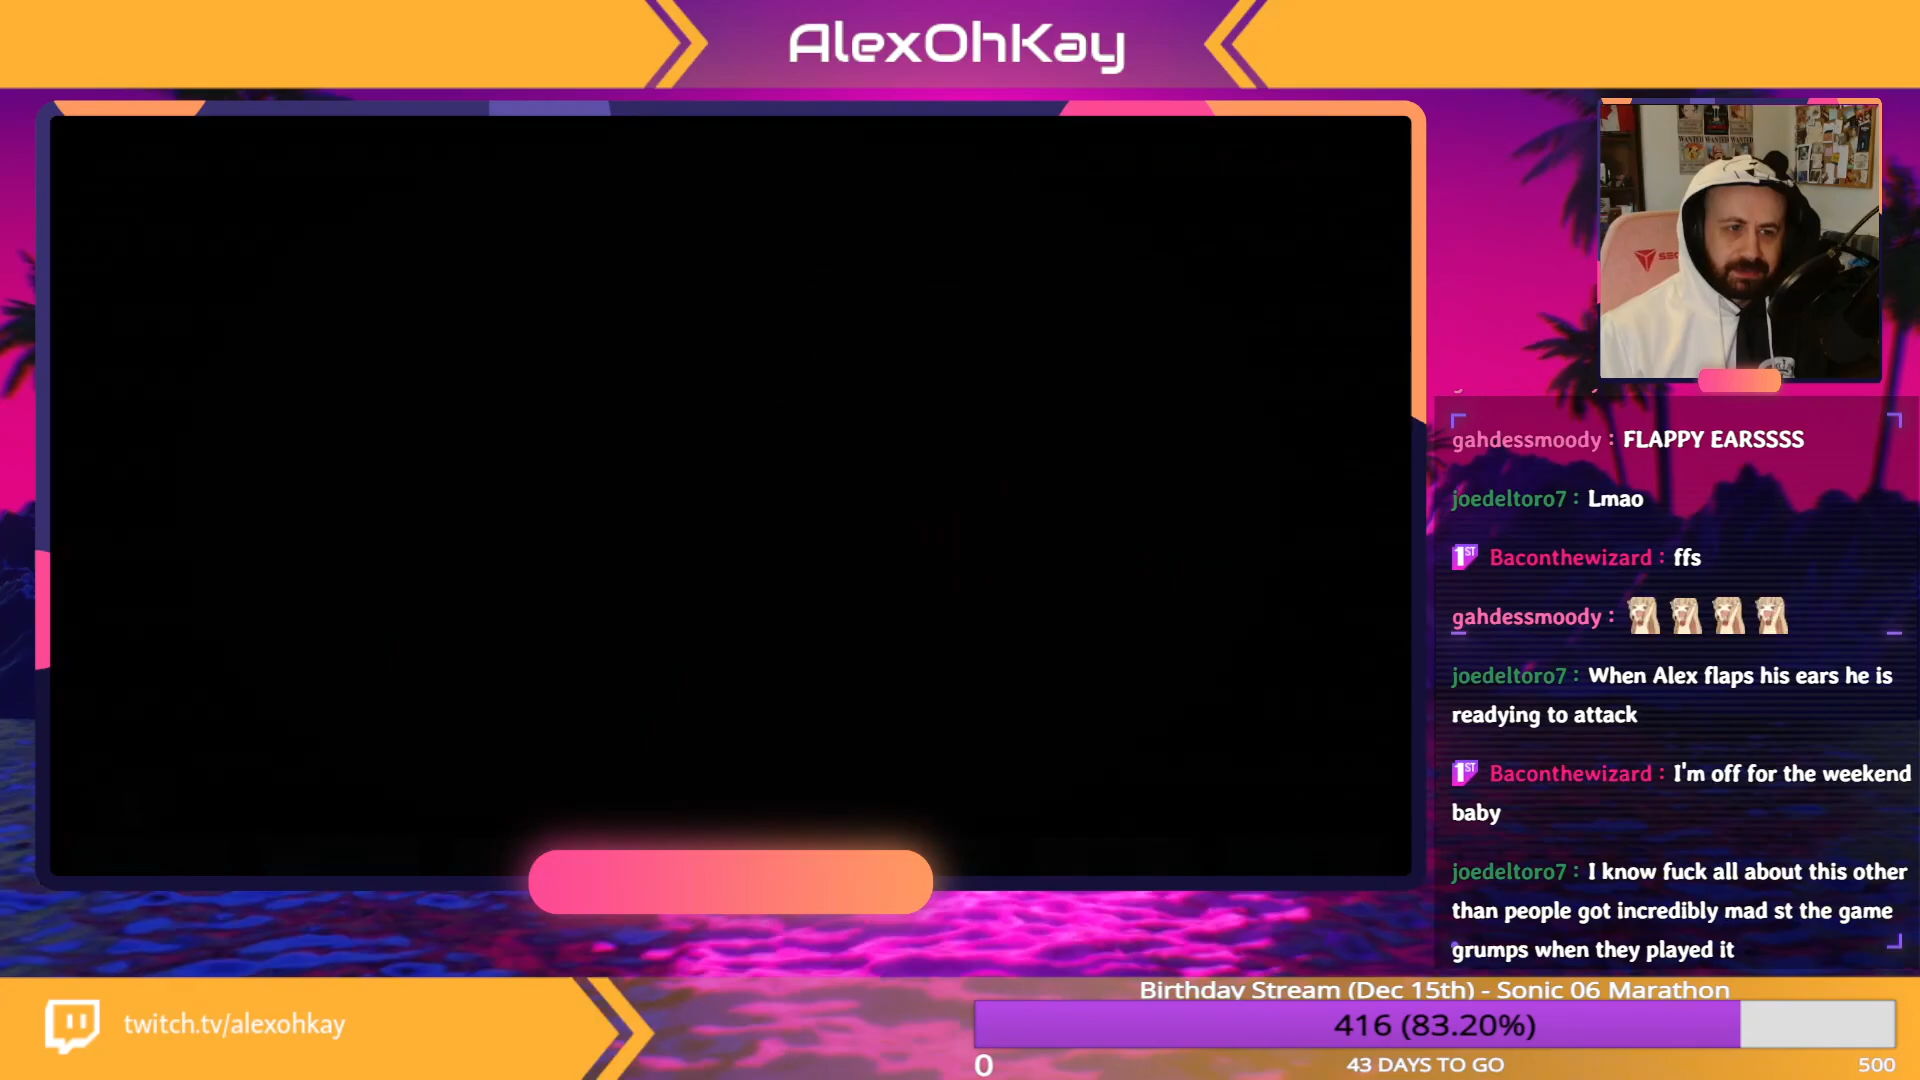 AlexOhKay
WANTED WANTED WANTED
gahdessmoody : FLAPPY EARSSSS
joedeltoro7 : Lmao
1ST Baconthewizard : ffs
gahdessmoody :
joedeltoro7 : When Alex flaps his ears he is
readying to attack
1ST Baconthewizard : I'm off for the weekend
baby
joedeltoro7 : I know fuck all about this other
than people got incredibly mad st the game
grumps when they played it
Birthday Stream (Dec 15th) - Sonic 06 Marathon
twitch.tv/alexohkay
416 (83.20%)
0 43 DAYS TO GO 500